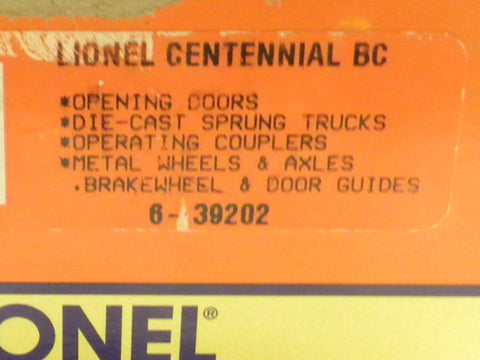 LIONEL CENTENNIAL BC
*OPENING DOORS
*DIE-CAST SPRUNG TRUCKS
*OPERATING COUPLERS
*METAL WHEELS & AXLES
.BRAKEWHEEL & DOOR GUIDES
6-39202
ONEL®